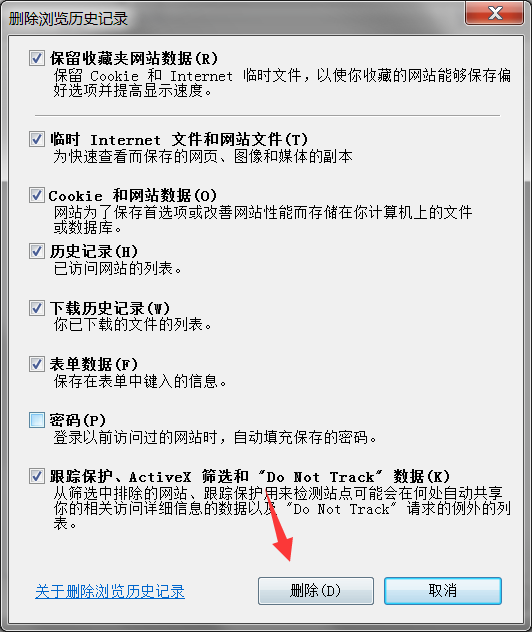 删除浏览历史记录
保留收藏夹网站数据(R)
保留 Cookie 和 Internet 临时文件，以使你收藏的网站能够保存偏
好选项并提高显示速度。
临时 Internet 文件和网站文件(T)
为快速查看而保存的网页、图像和媒体的副本
Cookie 和网站数据(O)
网站为了保存首选项或改善网站性能而存储在你计算机上的文件
或数据库。
历史记录(H)
已访问网站的列表。
下载历史记录(W)
你已下载的文件的列表。
表单数据(F)
保存在表单中键入的信息。
密码(P)
登录以前访问过的网站时，自动填充保存的密码。
跟踪保护、ActiveX 筛选和 "Do Not Track" 数据(K)
从筛选中排除的网站、跟踪保护用来检测站点可能会在何处自动共享
你的相关访问详细信息的数据以及 "Do Not Track" 请求的例外的列
表。
关于删除浏览历史记录
删除(D)
取消